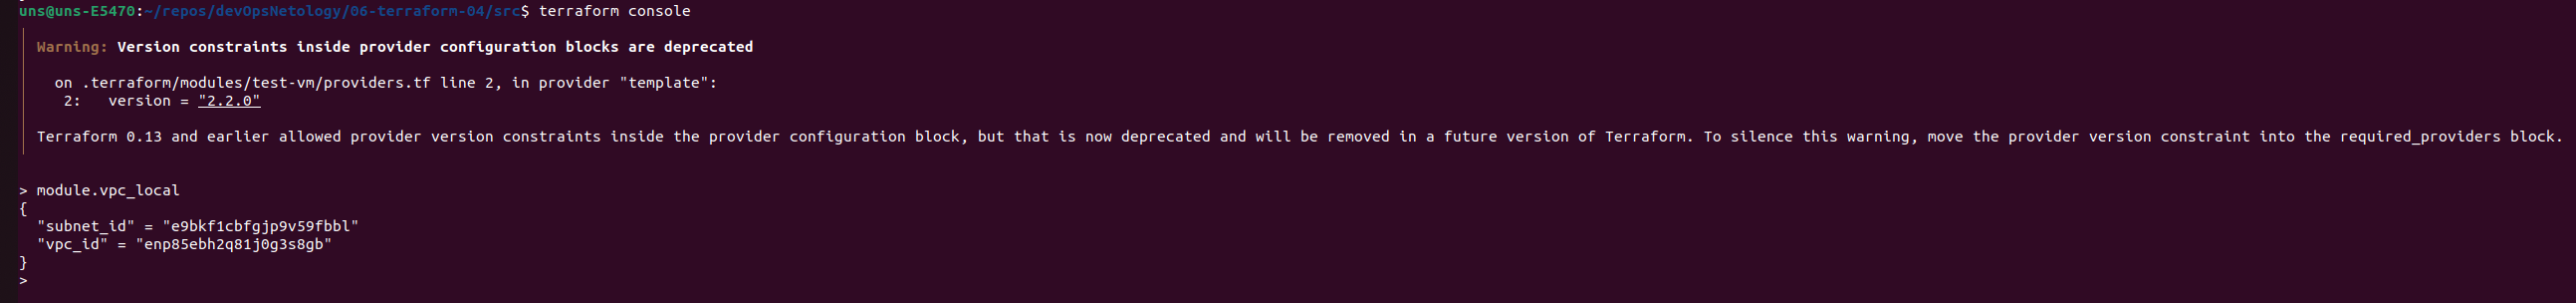 uns@uns-E5470:~/repos/devOpsNetology/06-terraform-04/src$ terraform console
Warning: Version constraints inside provider configuration blocks are deprecated
on .terraform/modules/test-vm/providers.tf line 2, in provider "template":
2: version = "2.2.0"
Terraform 0.13 and earlier allowed provider version constraints inside the provider configuration block, but that is now deprecated and will be removed in a future version of Terraform. To silence this warning, move the provider version constraint into the required_providers block.
> module.vpc_local
{
"subnet_id" = "e9bkf1cbfgjp9v59fbbl"
"vpc_id" = "enp85ebh2q81j0g3s8gb"
}
>